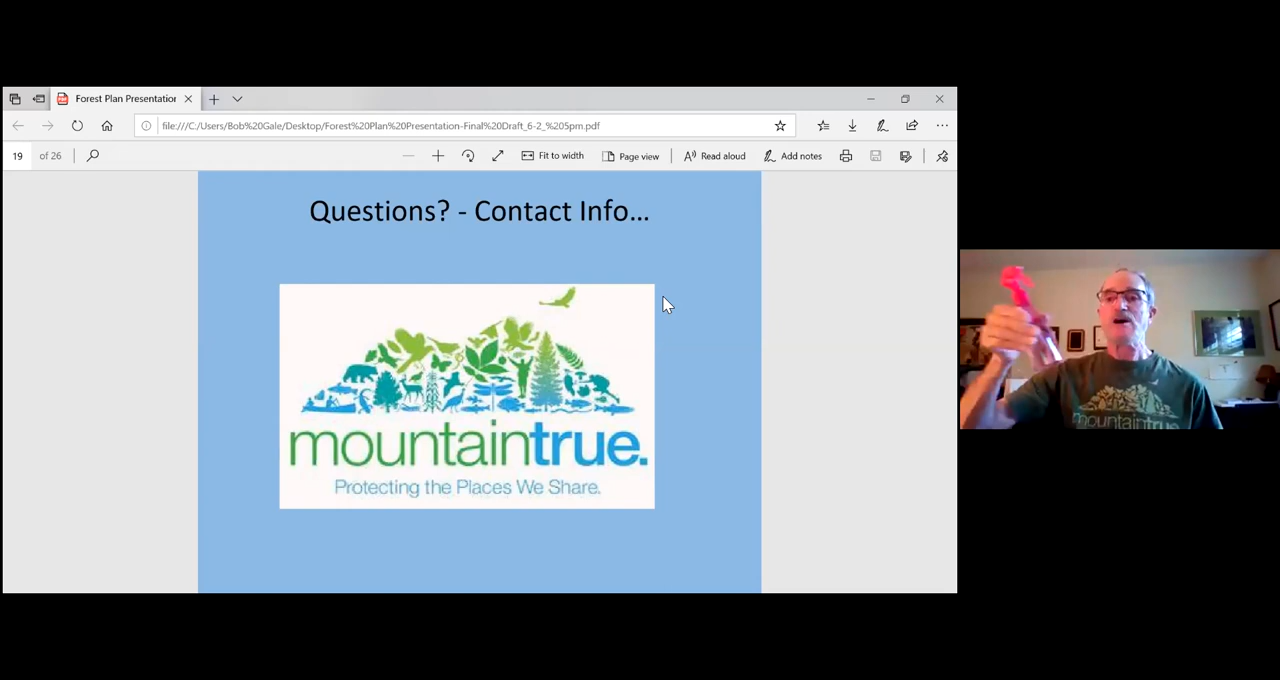 Forest Plan Presentation
file:///C:/Users/Bob%20Gale/Desktop/Forest%20Plan%20Presentation-Final%20Draft_6-2_%205pm.pdf
19 of 26
Fit to width
Page view
Read aloud
Add notes
Questions? - Contact Info...
mountaintrue.
Protecting the Places We Share.
mountaintrue